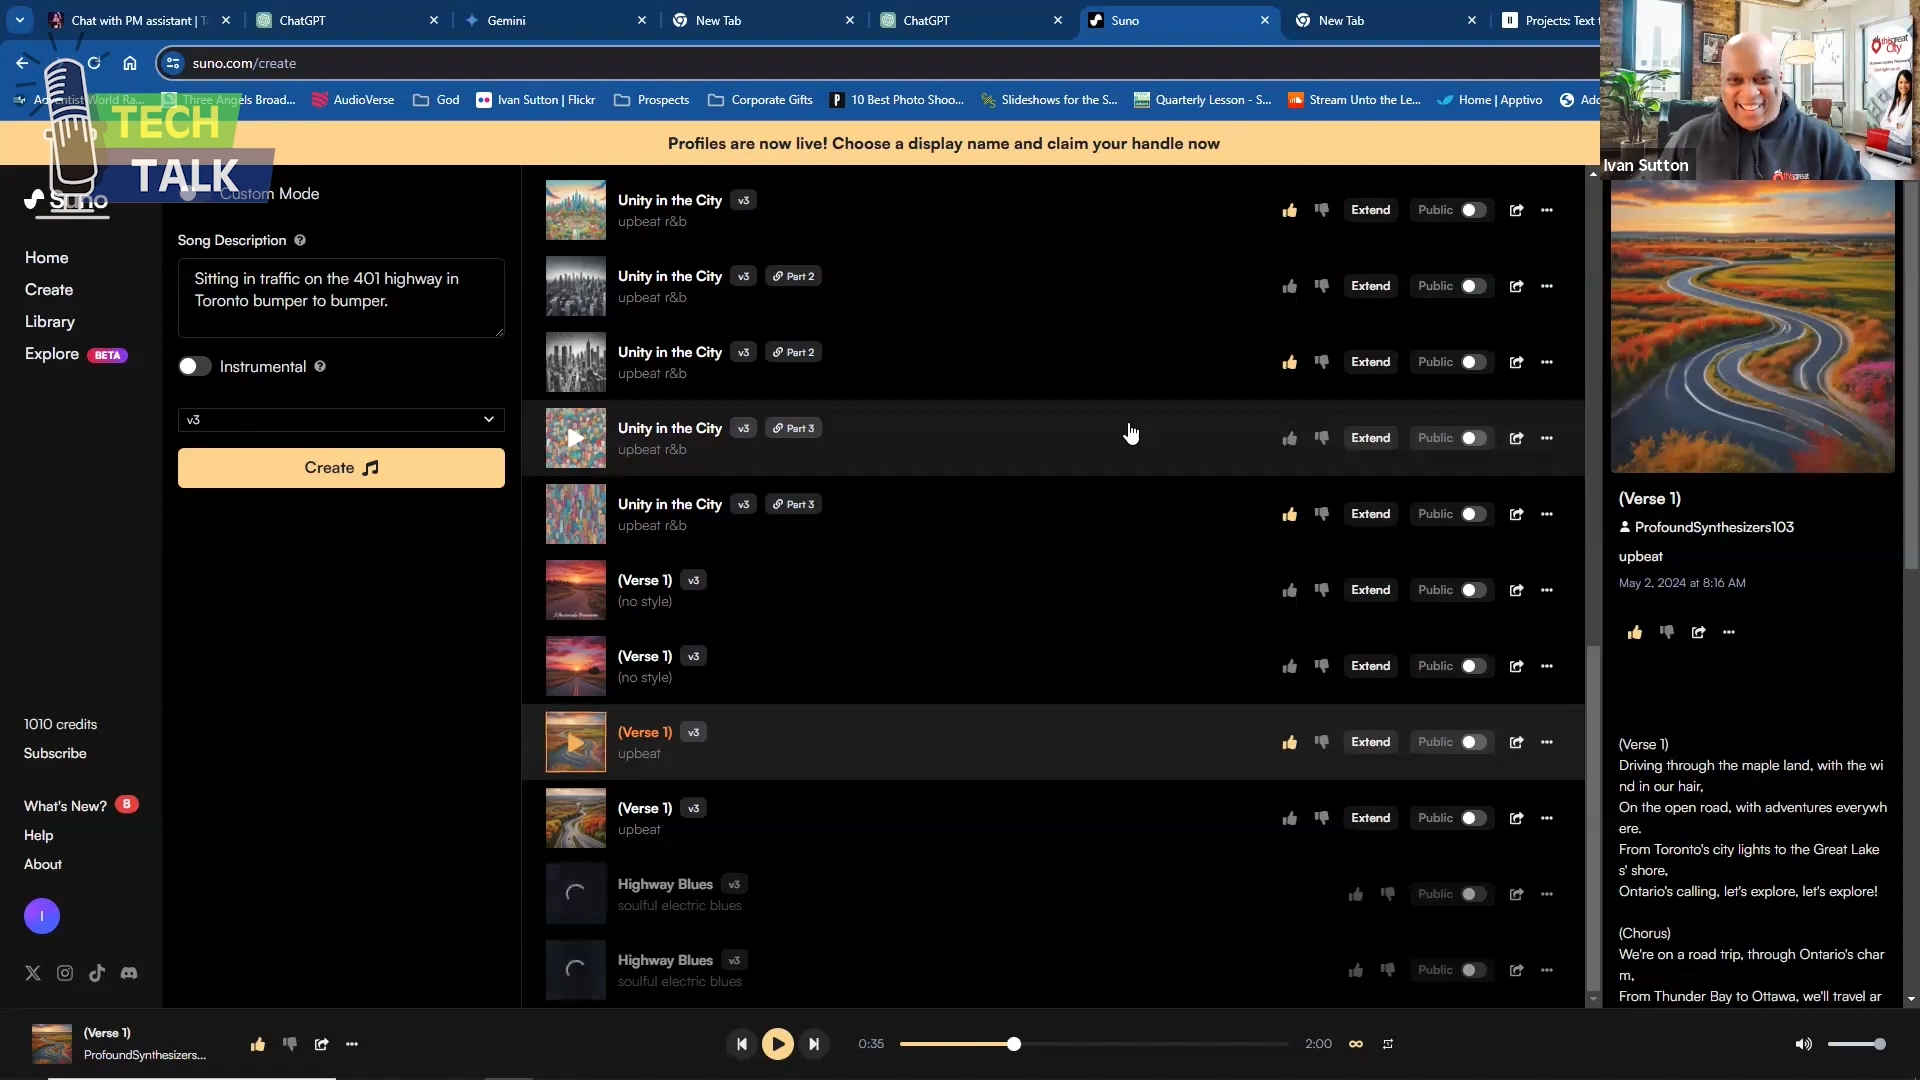 Chat with PM assistant | T
ChatGPT
Gemini
New Tab
ChatGPT
Suno
New Tab
Projects: Text t
suno.com/create
Adventist World Ra...
Three Angels Broad...
AudioVerse
God
Ivan Sutton | Flickr
Prospects
Corporate Gifts
10 Best Photo Shoo...
Slideshows for the S...
Quarterly Lesson - S...
Stream Unto the Le...
Home | Apptivo
Add
TECH
TALK
Profiles are now live! Choose a display name and claim your handle now
thisgreat
City
Ivan Sutton
Suno
Home
Create
Library
Explore BETA
1010 credits
Subscribe
What's New? 8
Help
About
I
Custom Mode
Song Description
Sitting in traffic on the 401 highway in
Toronto bumper to bumper.
Instrumental
v3
Create
Unity in the City v3
upbeat r&b
Extend Public
Unity in the City v3 Part 2
upbeat r&b
Extend Public
Unity in the City v3 Part 2
upbeat r&b
Extend Public
Unity in the City v3 Part 3
upbeat r&b
Extend Public
Unity in the City v3 Part 3
upbeat r&b
Extend Public
(Verse 1) v3
(no style)
Extend Public
(Verse 1) v3
(no style)
Extend Public
(Verse 1) v3
upbeat
Extend Public
(Verse 1) v3
upbeat
Extend Public
Highway Blues v3
soulful electric blues
Public
Highway Blues v3
soulful electric blues
Public
(Verse 1)
ProfoundSynthesizers103
upbeat
May 2, 2024 at 8:16 AM
(Verse 1)
Driving through the maple land, with the wi
nd in our hair,
On the open road, with adventures everywh
ere.
From Toronto's city lights to the Great Lake
s' shore,
Ontario's calling, let's explore, let's explore!
(Chorus)
We're on a road trip, through Ontario's char
m,
From Thunder Bay to Ottawa, we'll travel ar
(Verse 1)
ProfoundSynthesizers...
0:35
2:00